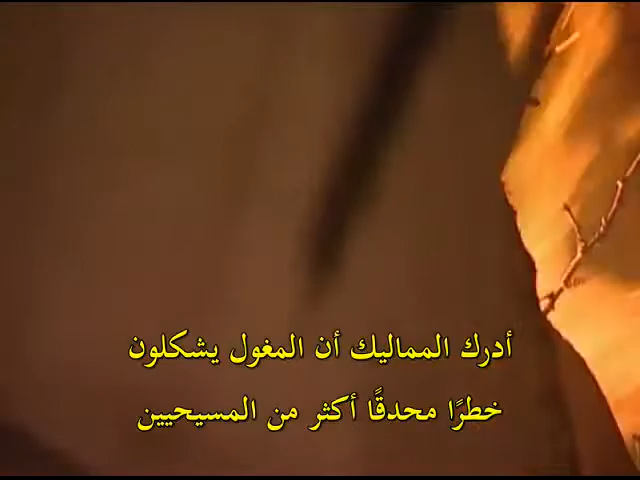 أدرك المماليك أن المغول يشكلون
خطرًا محدقًا أكثر من المسيحيين